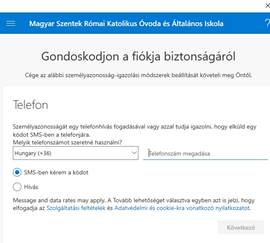 Magyar Szentek Római Katolikus Óvoda és Általános Iskola
?
Gondoskodjon a fiókja biztonságáról
Cége az alábbi személyazonosság-igazolási módszerek beállítását követeli meg Öntől.
Telefon
Személyazonosságát egy telefonhívás fogadásával vagy azzal tudja igazolni, hogy elküld egy
kódot SMS-ben a telefonjára.
Melyik telefonszámot szeretné használni?
Hungary (+36)
Telefonszám megadása
SMS-ben kérem a kódot
Hívás
Message and data rates may apply. A Tovább lehetőséget választva egyben azt is jelzi, hogy
elfogadja az Szolgáltatási feltételek és Adatvédelmi és cookie-kra vonatkozó nyilatkozatot.
Következő